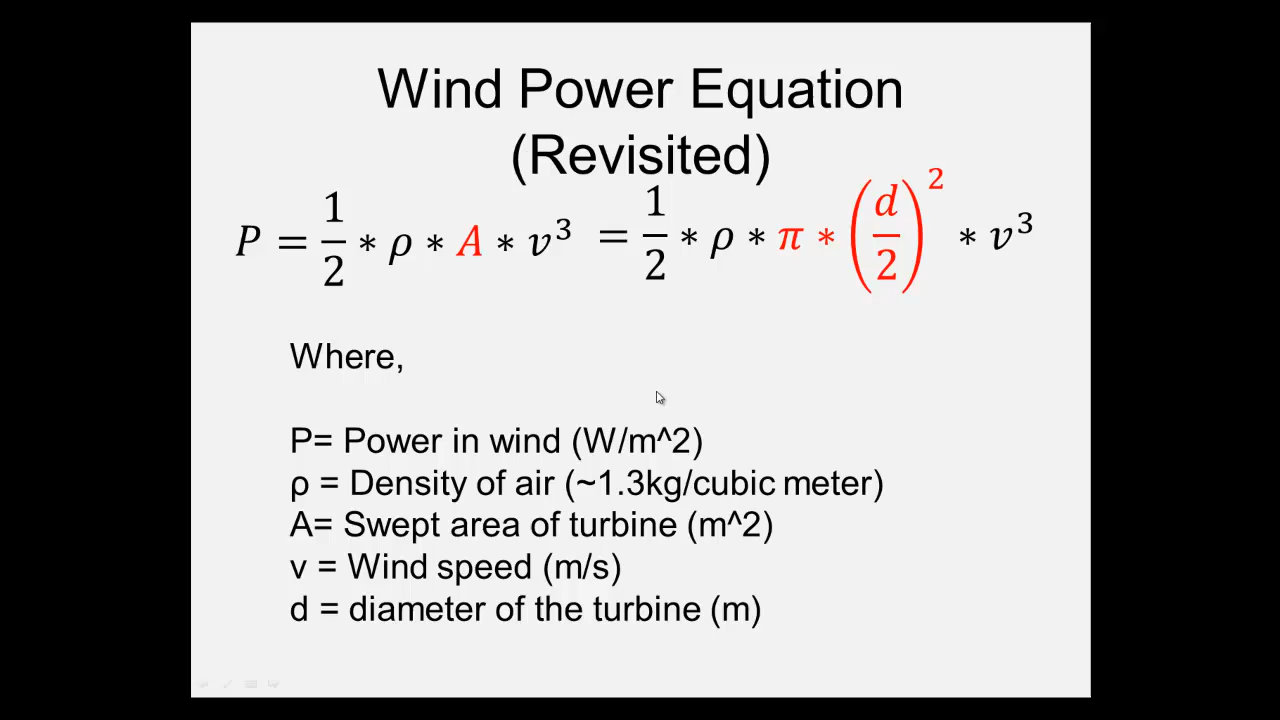 Wind Power Equation
(Revisited)
P = 1/2 * ρ * A * v^3 = 1/2 * ρ * π * (d/2)^2 * v^3
Where,
P= Power in wind (W/m^2)
ρ = Density of air (~1.3kg/cubic meter)
A= Swept area of turbine (m^2)
v = Wind speed (m/s)
d = diameter of the turbine (m)